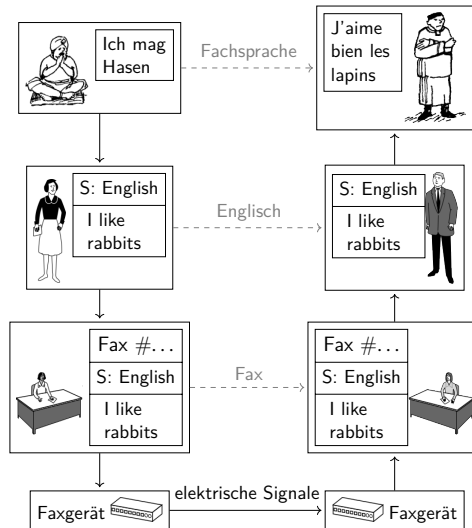 Ich mag
Hasen
Fachsprache
J'aime
bien les
lapins
S: English
I like
rabbits
Englisch
S: English
I like
rabbits
Fax #...
S: English
I like
rabbits
Fax
Fax #...
S: English
I like
rabbits
Faxgerät
elektrische Signale
Faxgerät